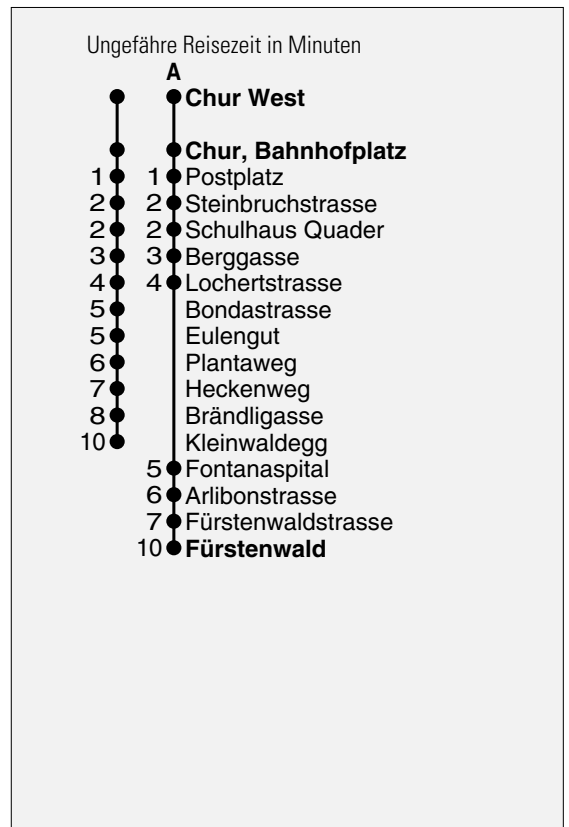 Ungefähre Reisezeit in Minuten
A
Chur West
Chur, Bahnhofplatz
1 1 Postplatz
2 2 Steinbruchstrasse
2 2 Schulhaus Quader
3 3 Berggasse
4 4 Lochertstrasse
5 Bondastrasse
5 Eulengut
6 Plantaweg
7 Heckenweg
8 Brändligasse
10 Kleinwaldegg
5 Fontanaspital
6 Arlibonstrasse
7 Fürstenwaldstrasse
10 Fürstenwald